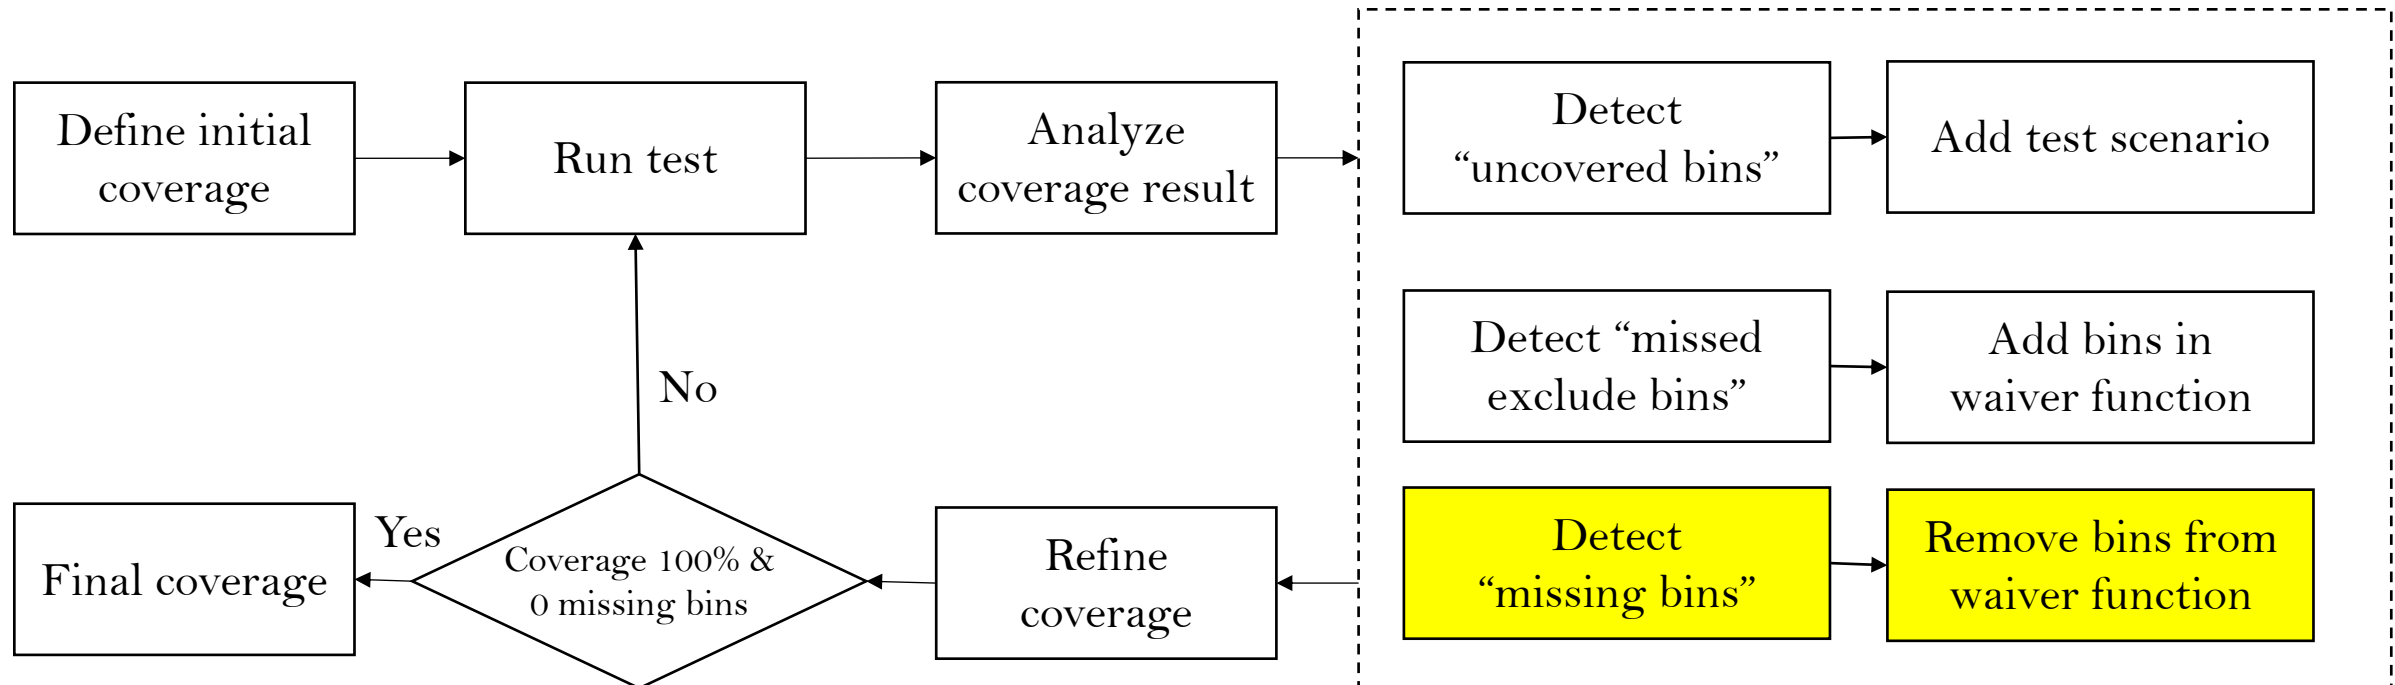 Define initial
coverage
Run test
Analyze
coverage result
Detect
“uncovered bins”
Add test scenario
Detect “missed
exclude bins”
Add bins in
waiver function
Detect
“missing bins”
Remove bins from
waiver function
Refine
coverage
Coverage 100% &
0 missing bins
No
Yes
Final coverage